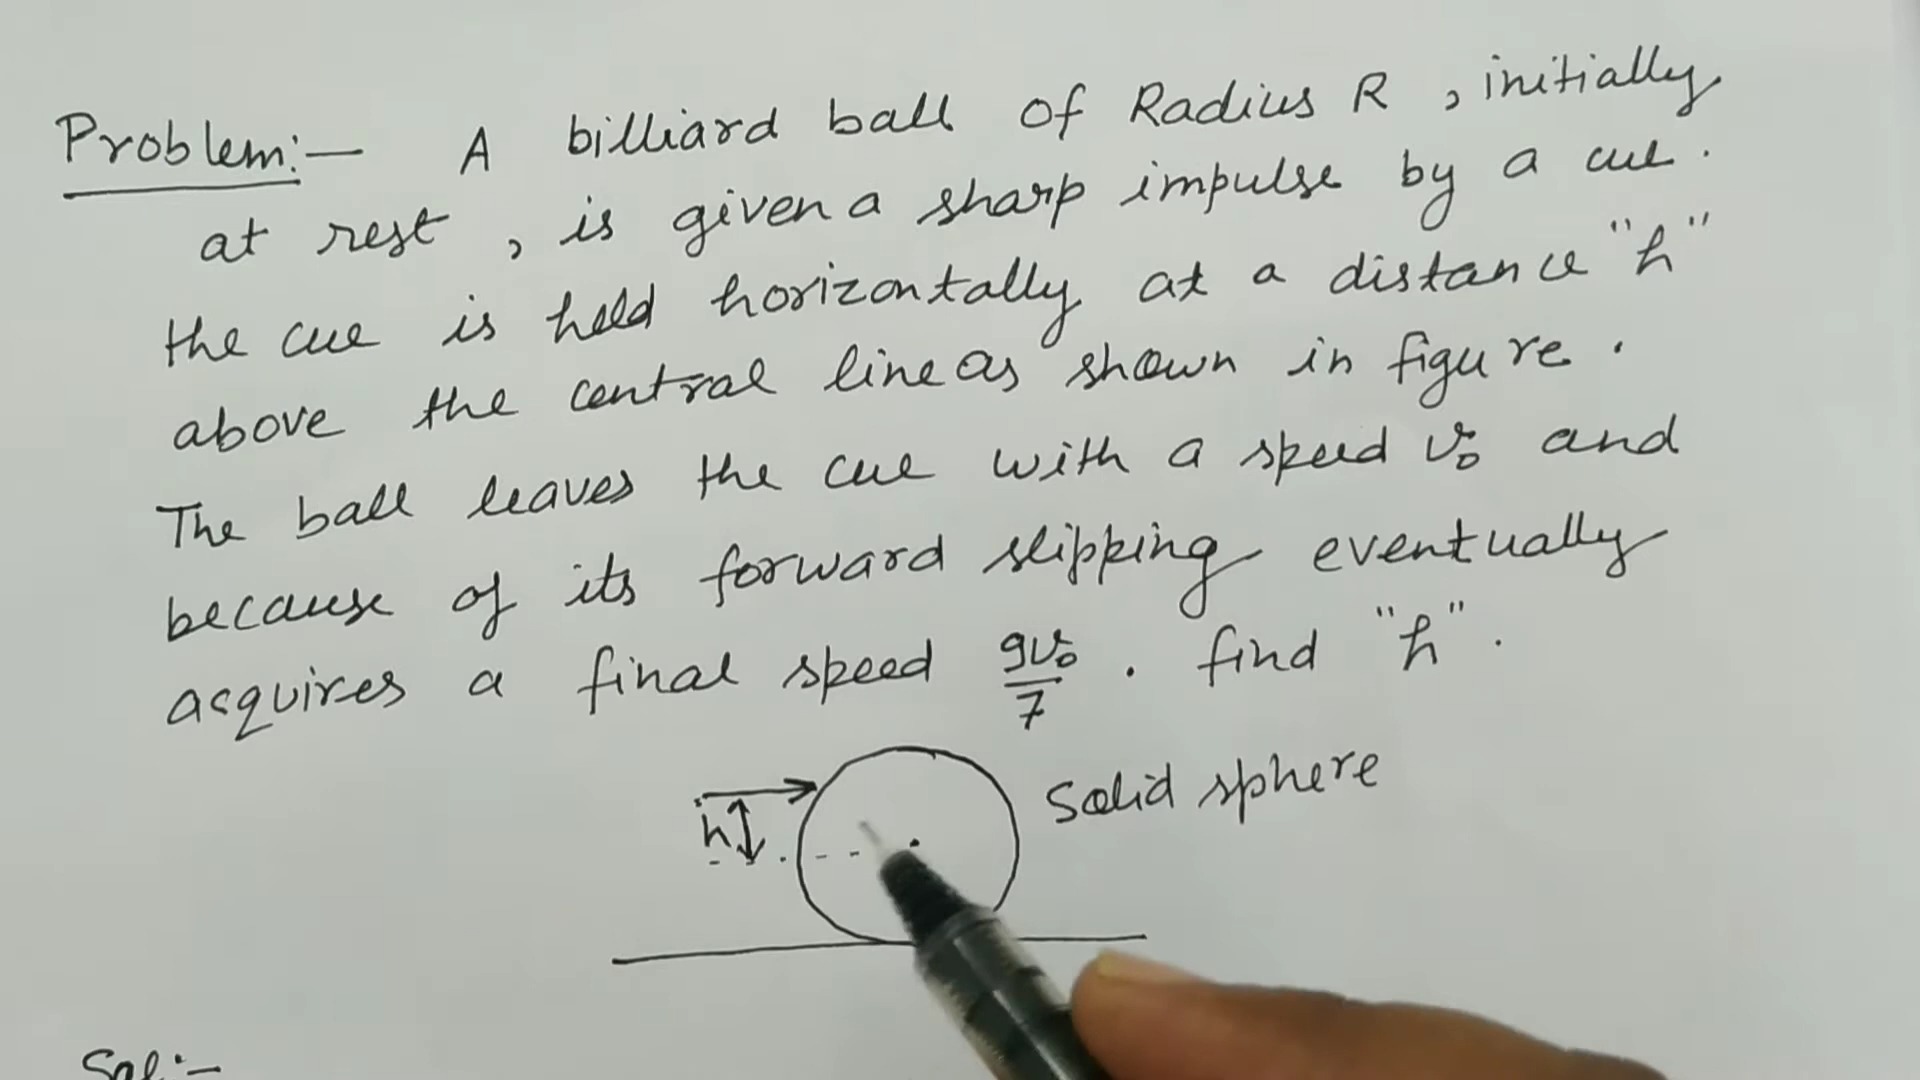 Problem:- A billiard ball of Radius R, initially
at rest, is given a sharp impulse by a cue.
the cue is held horizontally at a distance "h"
above the central line as shown in figure.
The ball leaves the cue with a speed v₀ and
because of its forward slipping eventually
acquires a final speed 9v₀/7. find "h".
Solid sphere
h
Sol:-